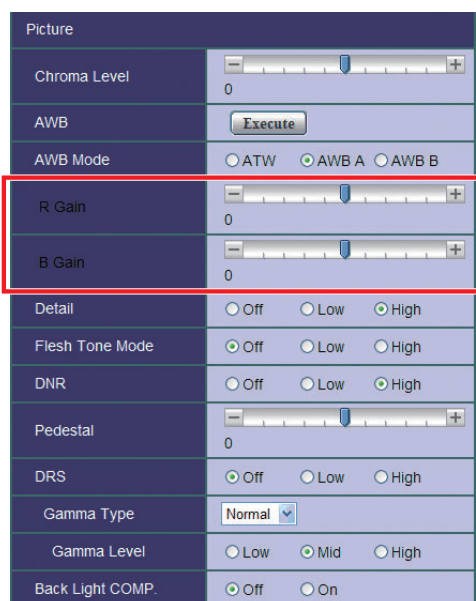 Picture
Chroma Level
0
AWB Execute
AWB Mode ATW AWB A AWB B
R Gain
0
B Gain
0
Detail Off Low High
Flesh Tone Mode Off Low High
DNR Off Low High
Pedestal
0
DRS Off Low High
Gamma Type Normal
Gamma Level Low Mid High
Back Light COMP. Off On